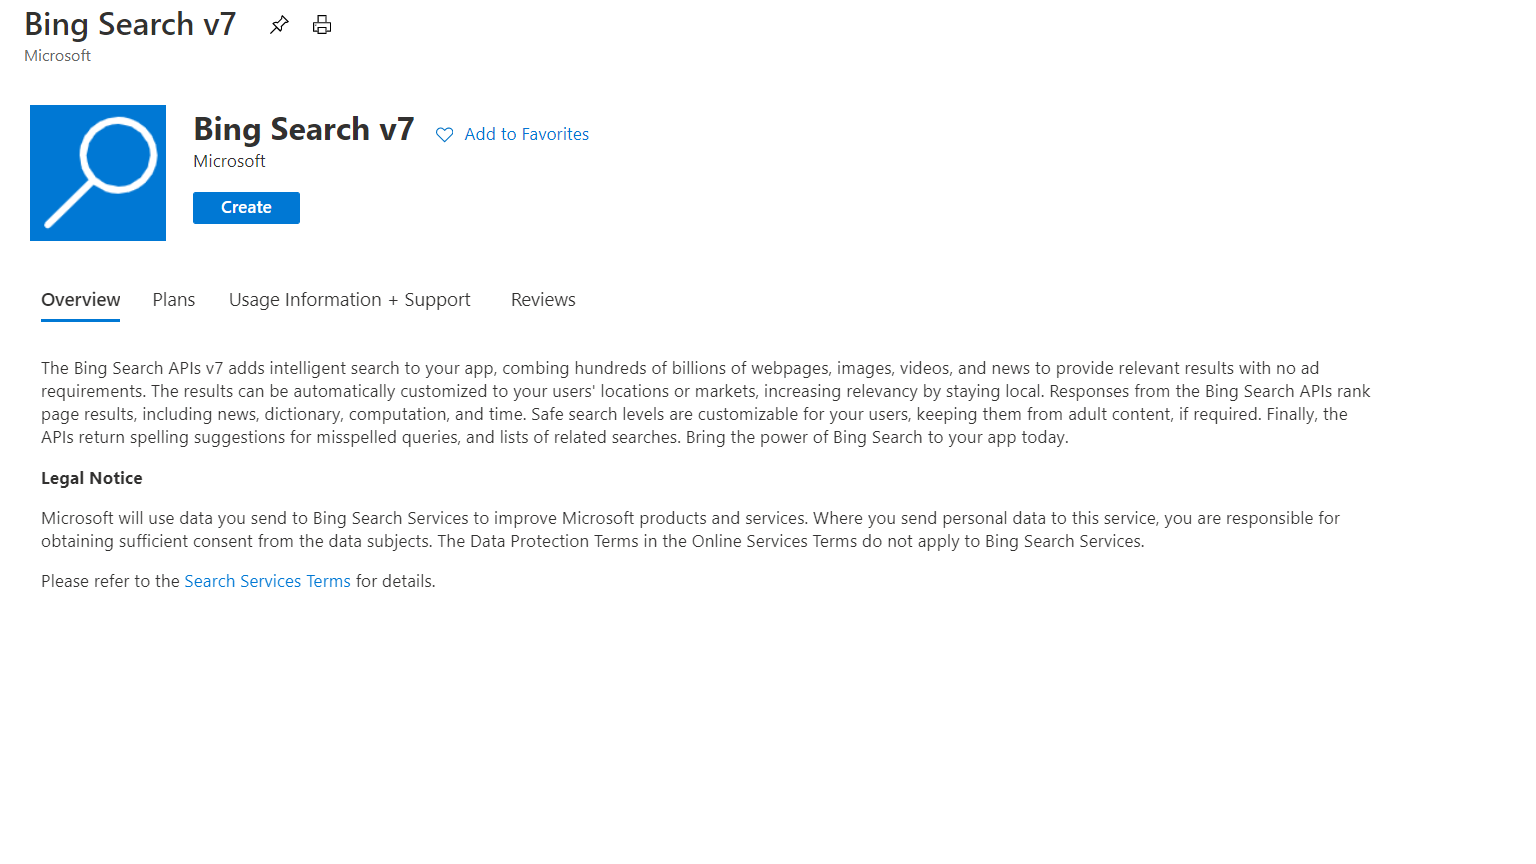 Bing Search v7
Microsoft
Bing Search v7 Add to Favorites
Microsoft
Create
Overview Plans Usage Information + Support Reviews
The Bing Search APIs v7 adds intelligent search to your app, combing hundreds of billions of webpages, images, videos, and news to provide relevant results with no ad
requirements. The results can be automatically customized to your users' locations or markets, increasing relevancy by staying local. Responses from the Bing Search APIs rank
page results, including news, dictionary, computation, and time. Safe search levels are customizable for your users, keeping them from adult content, if required. Finally, the
APIs return spelling suggestions for misspelled queries, and lists of related searches. Bring the power of Bing Search to your app today.
Legal Notice
Microsoft will use data you send to Bing Search Services to improve Microsoft products and services. Where you send personal data to this service, you are responsible for
obtaining sufficient consent from the data subjects. The Data Protection Terms in the Online Services Terms do not apply to Bing Search Services.
Please refer to the Search Services Terms for details.